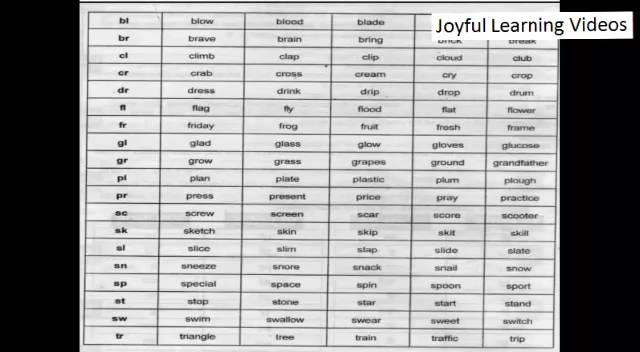 Joyful Learning Videos
bl blow blood blade
br brave brain bring brick break
cl climb clap clip cloud club
cr crab cross cream cry crop
dr dress drink drip drop drum
fl flag fly flood flat flower
fr friday frog fruit fresh frame
gl glad glass glow gloves glucose
gr grow grass grapes ground grandfather
pl plan plate plastic plum plough
pr press present price pray practice
sc screw screen scar score scooter
sk sketch skin skip skit skill
sl slice slim slap slide slate
sn sneeze snore snack snail snow
sp special space spin spoon sport
st stop stone star start stand
sw swim swallow swear sweet switch
tr triangle tree train traffic trip